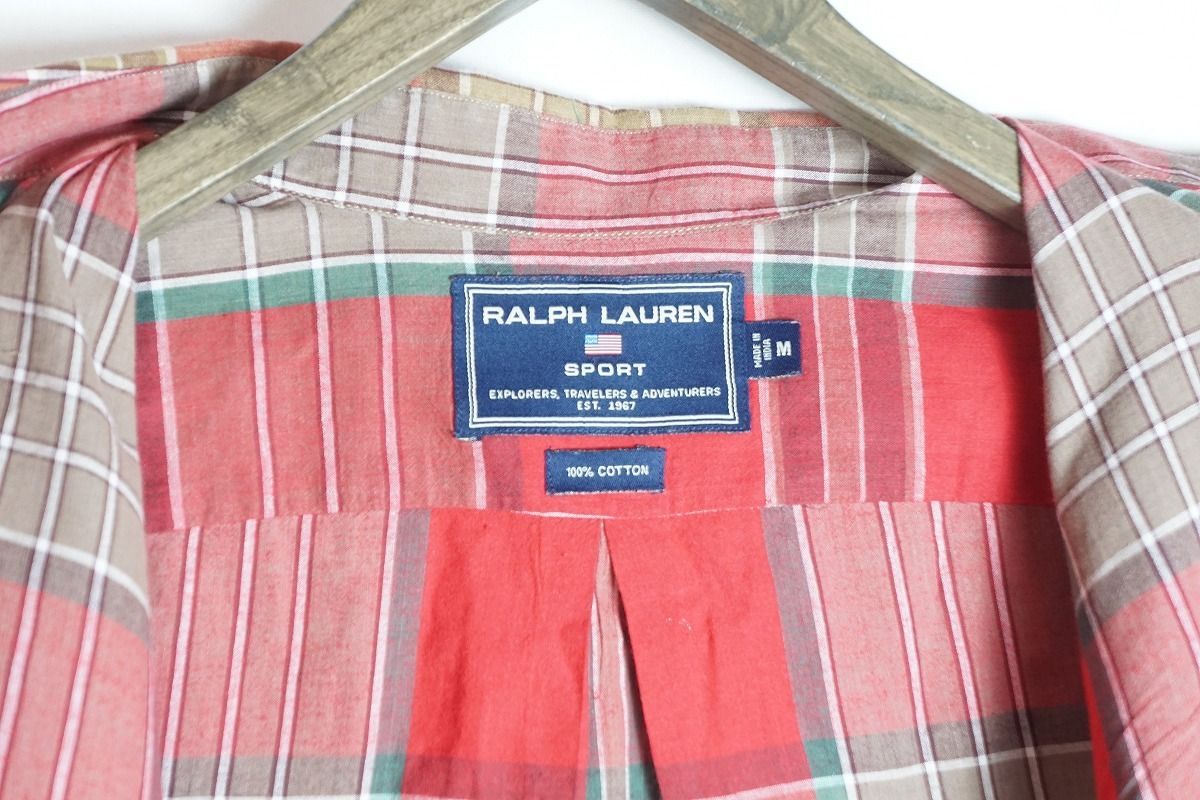 RALPH LAUREN
SPORT
EXPLORERS, TRAVELERS & ADVENTURERS
EST. 1967
MADE IN
INDIA
M
100% COTTON